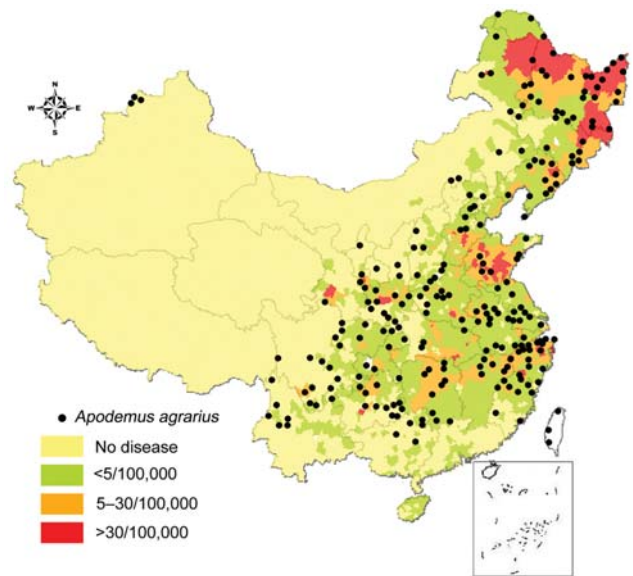 N
W E
S
Apodemus agrarius
No disease
<5/100,000
5–30/100,000
>30/100,000